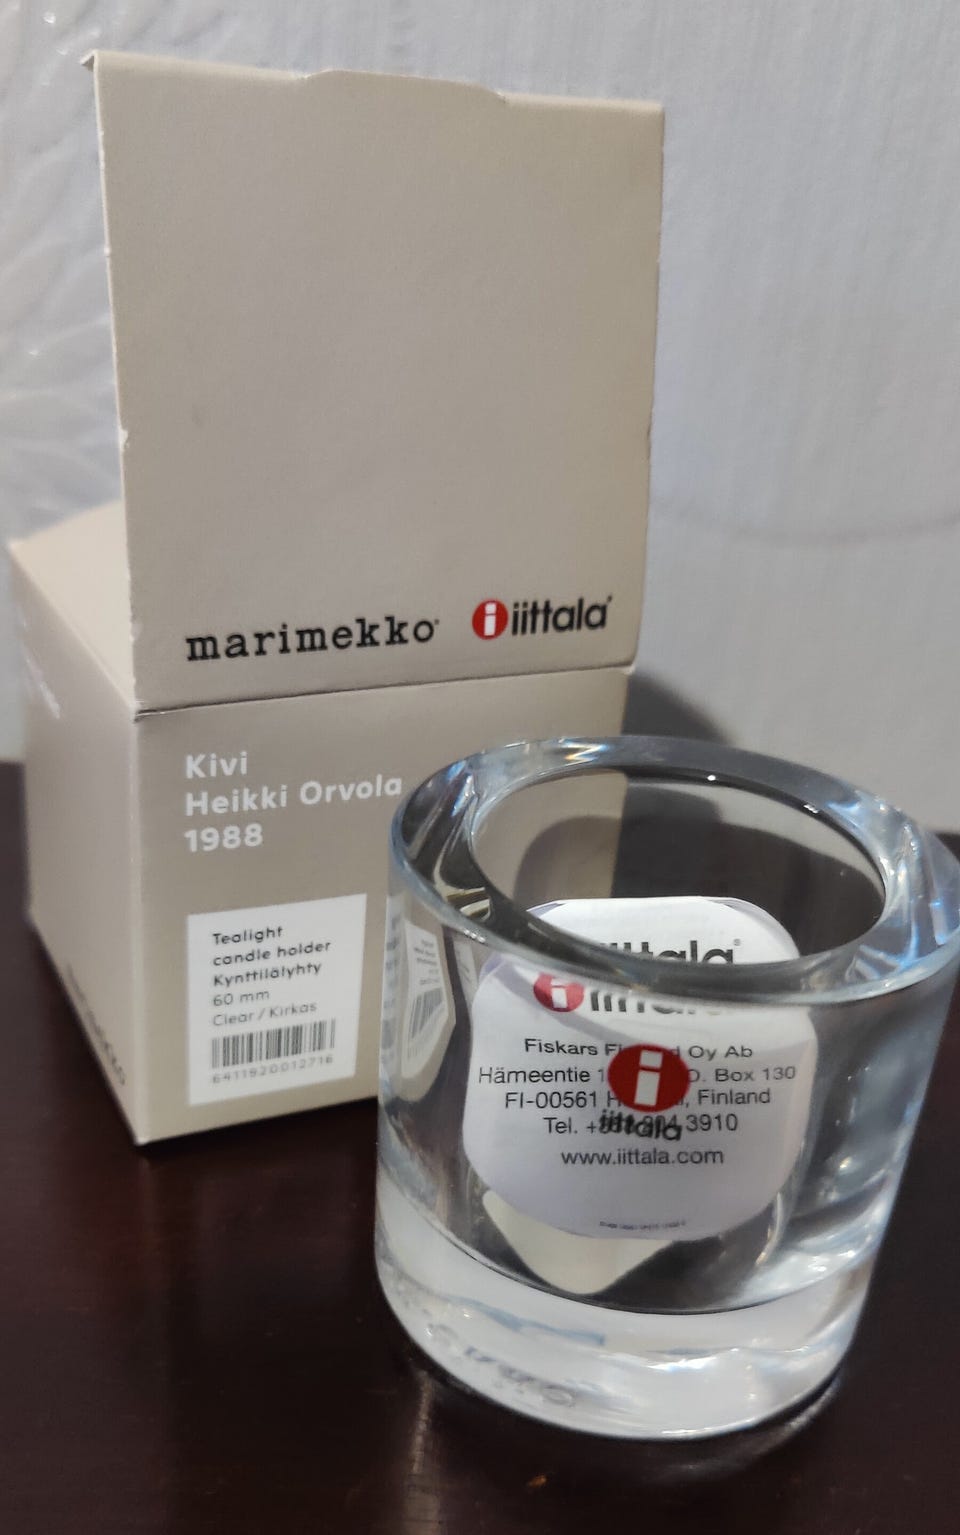 marimekko®
iittala®
Kivi
Heikki Orvola
1988
Tealight
candle holder
Kynttilälyhty
60 mm
Clear/Kirkas
6411920012716
iittala®
Fiskars Oy Ab
Hämeentie Box 130
FI-00561 Finland
Tel. 3910
www.iittala.com
i
iittala